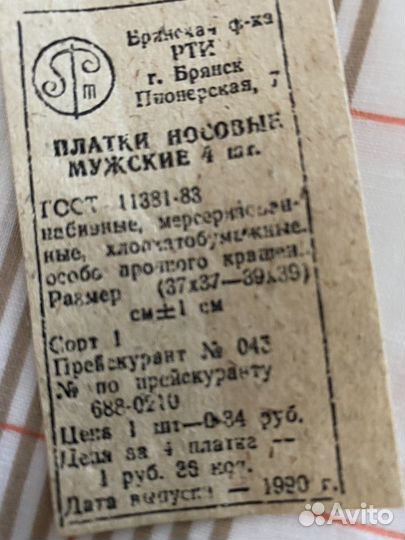 Брянская ф-ка
РТИ
г. Брянск
Пионерская, 7
ПЛАТКИ НОСОВЫЕ
МУЖСКИЕ 4 шт.
ГОСТ 11381-83
набивные, мерсеризован-
ные, хлопчатобумажные
особо прочного крашен.
Размер (37х37—39х39)
см±1 см
Сорт 1
Прейскурант № 043
№ по прейскуранту
688-0210
Цена 1 шт—0-34 руб.
Цена за 4 платка —
1 руб. 36 коп.
Дата выпуска — 1990 г.
Avito